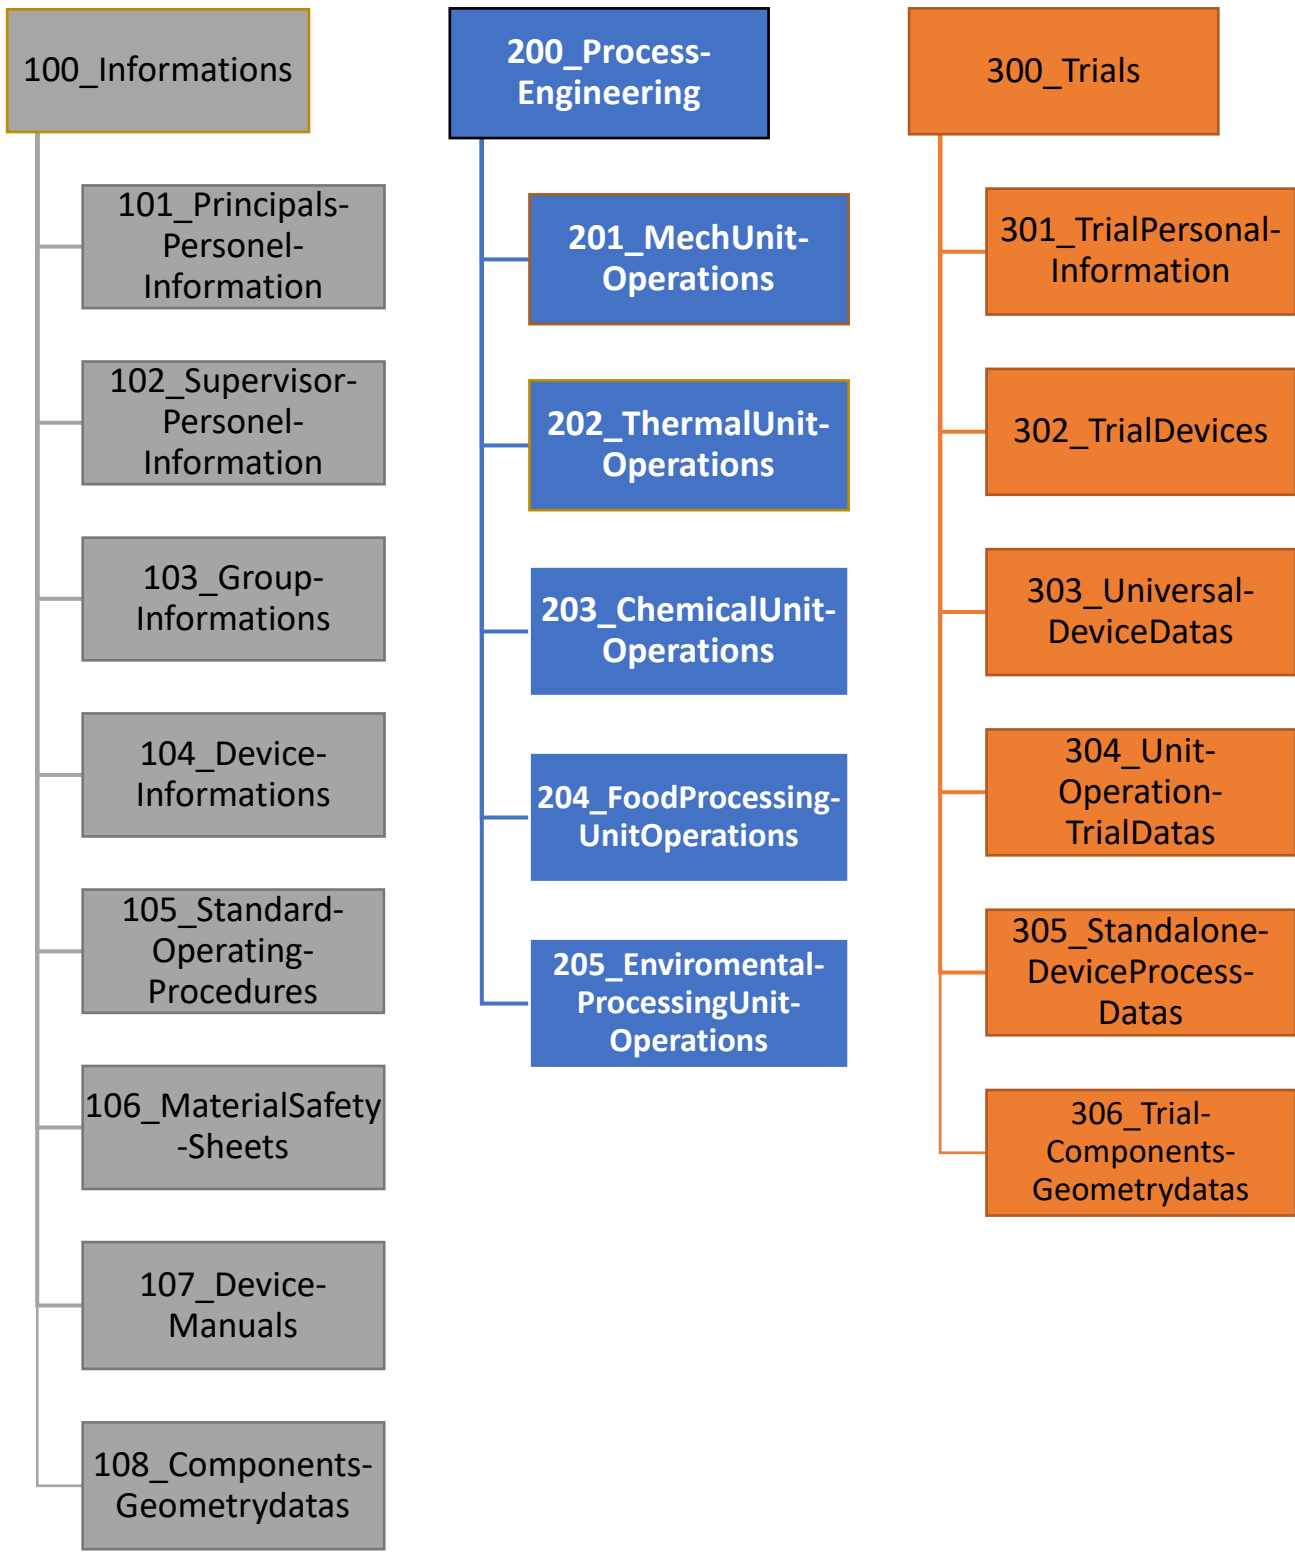 100_Informations
101_Principals-
Personel-
Information
102_Supervisor-
Personel-
Information
103_Group-
Informations
104_Device-
Informations
105_Standard-
Operating-
Procedures
106_MaterialSafety
-Sheets
107_Device-
Manuals
108_Components-
Geometrydatas
200_Process-
Engineering
201_MechUnit-
Operations
202_ThermalUnit-
Operations
203_ChemicalUnit-
Operations
204_FoodProcessing-
UnitOperations
205_Enviromental-
ProcessingUnit-
Operations
300_Trials
301_TrialPersonal-
Information
302_TrialDevices
303_Universal-
DeviceDatas
304_Unit-
Operation-
TrialDatas
305_Standalone-
DeviceProcess-
Datas
306_Trial-
Components-
Geometrydatas